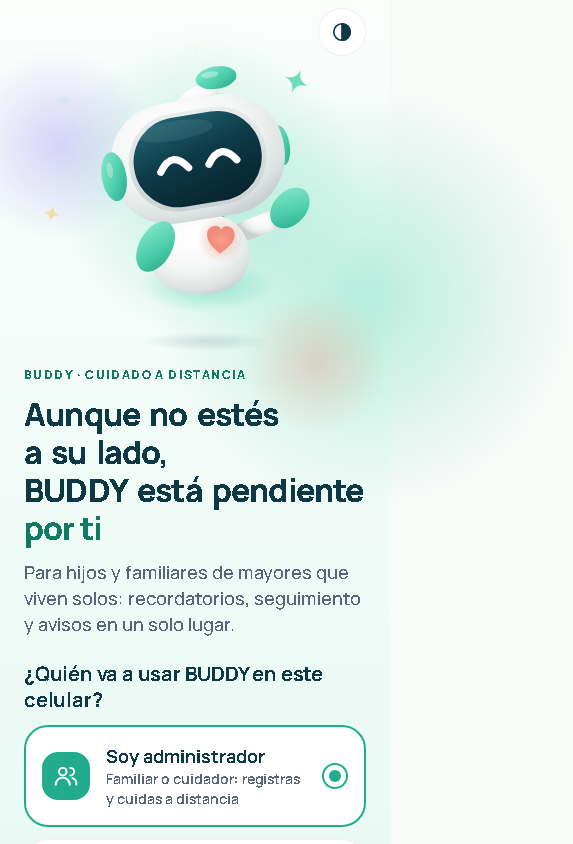 BUDDY · CUIDADO A DISTANCIA
Aunque no estés
a su lado,
BUDDY está pendiente
por ti
Para hijos y familiares de mayores que
viven solos: recordatorios, seguimiento
y avisos en un solo lugar.
¿Quién va a usar BUDDY en este
celular?
Soy administrador
Familiar o cuidador: registras
y cuidas a distancia